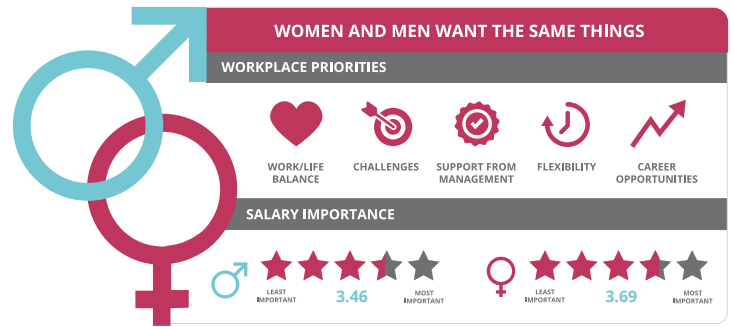 WOMEN AND MEN WANT THE SAME THINGS
WORKPLACE PRIORITIES
WORK/LIFE
BALANCE
CHALLENGES
SUPPORT FROM
MANAGEMENT
FLEXIBILITY
CAREER
OPPORTUNITIES
SALARY IMPORTANCE
LEAST
IMPORTANT
3.46
MOST
IMPORTANT
LEAST
IMPORTANT
3.69
MOST
IMPORTANT